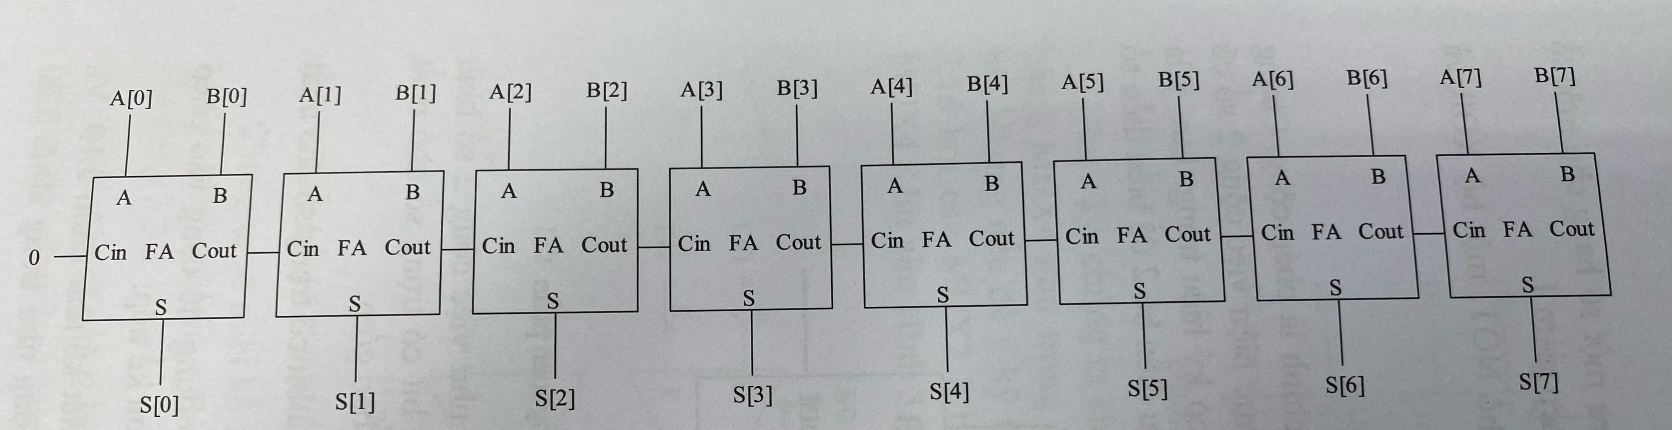 A[0] B[0] A[1] B[1] A[2] B[2] A[3] B[3] A[4] B[4] A[5] B[5] A[6] B[6] A[7] B[7]
A B A B A B A B A B A B A B A B
0 Cin FA Cout Cin FA Cout Cin FA Cout Cin FA Cout Cin FA Cout Cin FA Cout Cin FA Cout Cin FA Cout
S S S S S S S S
S[0] S[1] S[2] S[3] S[4] S[5] S[6] S[7]